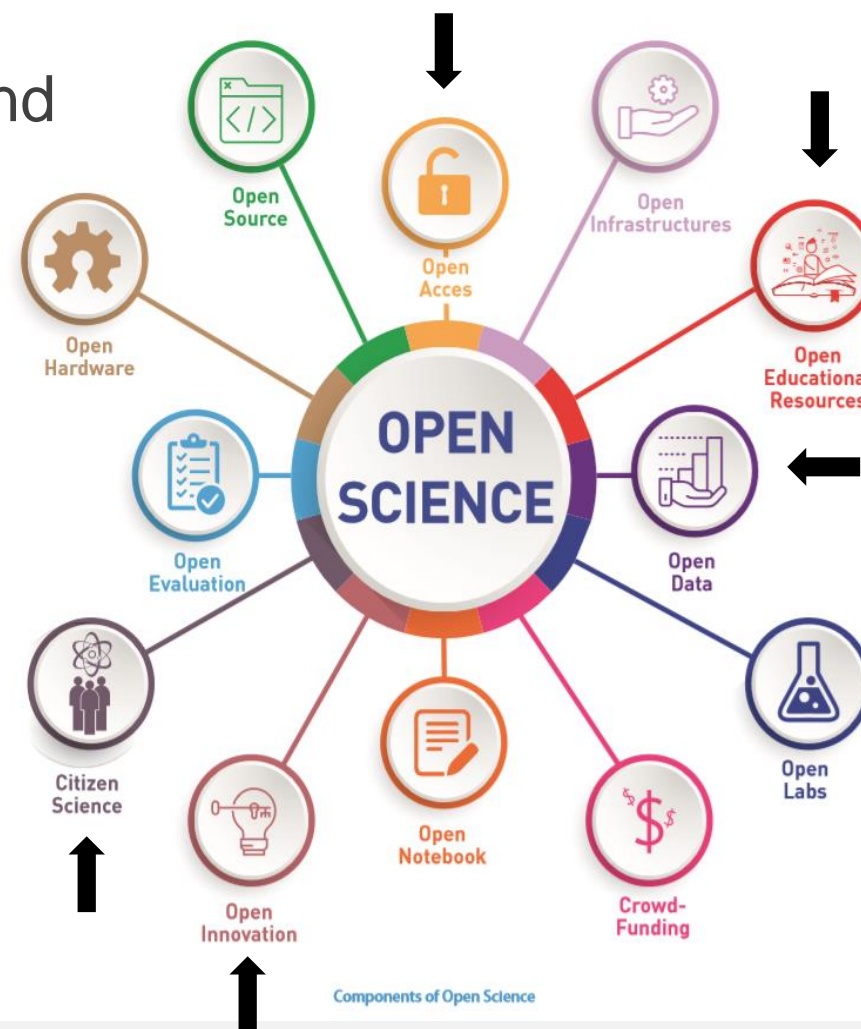 nd
Open
Source
Open
Acces
Open
Infrastructures
Open
Hardware
Open
Educationa
Resources
OPEN
SCIENCE
Open
Evaluation
Open
Data
Citizen
Science
Open
Labs
Open
Notebook
Open
Innovation
Crowd-
Funding
Components of Open Science